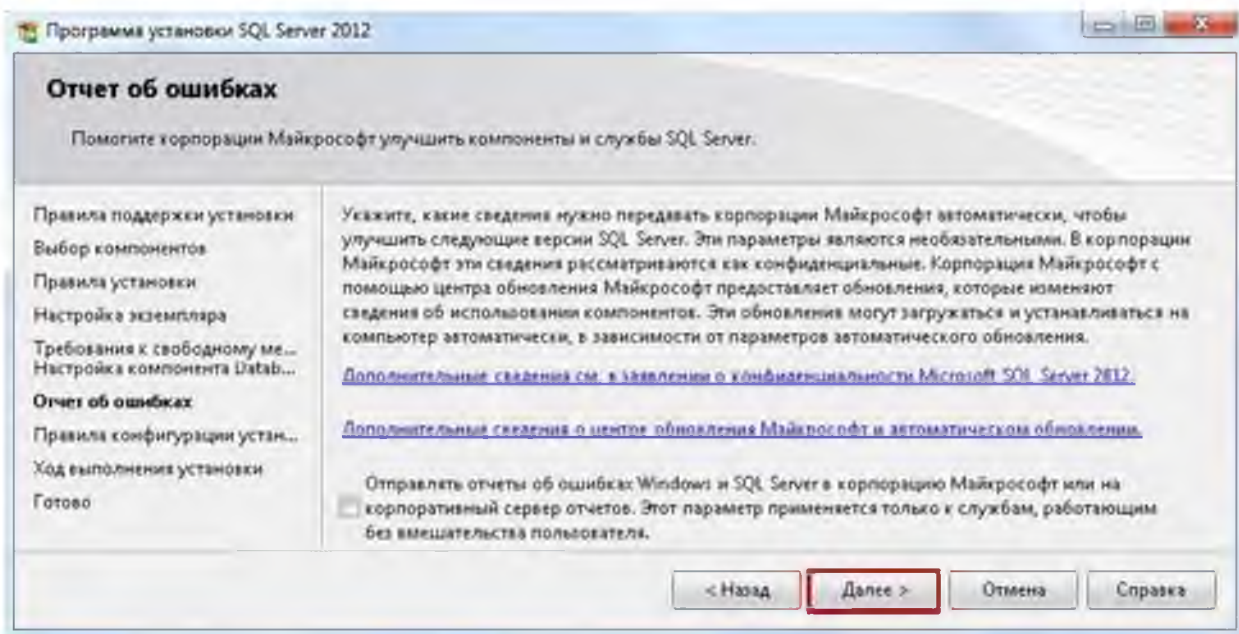 Программа установки SQL Server 2012
Отчет об ошибках
Помогите корпорации Майкрософт улучшить компоненты и службы SQL Server.
Правила поддержки установки
Выбор компонентов
Правила установки
Настройка экземпляра
Требования к свободному ме...
Настройка компонента Datab...
Отчет об ошибках
Правила конфигурации устан...
Ход выполнения установки
Готово
Укажите, какие сведения нужно передавать корпорации Майкрософт автоматически, чтобы
улучшить следующие версии SQL Server. Эти параметры являются необязательными. В корпорации
Майкрософт эти сведения рассматриваются как конфиденциальные. Корпорация Майкрософт с
помощью центра обновления Майкрософт предоставляет обновления, которые изменяют
сведения об использовании компонентов. Эти обновления могут загружаться и устанавливаться на
компьютер автоматически, в зависимости от параметров автоматического обновления.
Дополнительные сведения см. в заявлении о конфиденциальности Microsoft SQL Server 2012.
Дополнительные сведения о центре обновления Майкрософт и автоматическом обновлении.
Отправлять отчеты об ошибках Windows и SQL Server в корпорацию Майкрософт или на
корпоративный сервер отчетов. Этот параметр применяется только к службам, работающим
без вмешательства пользователя.
< Назад
Далее >
Отмена
Справка